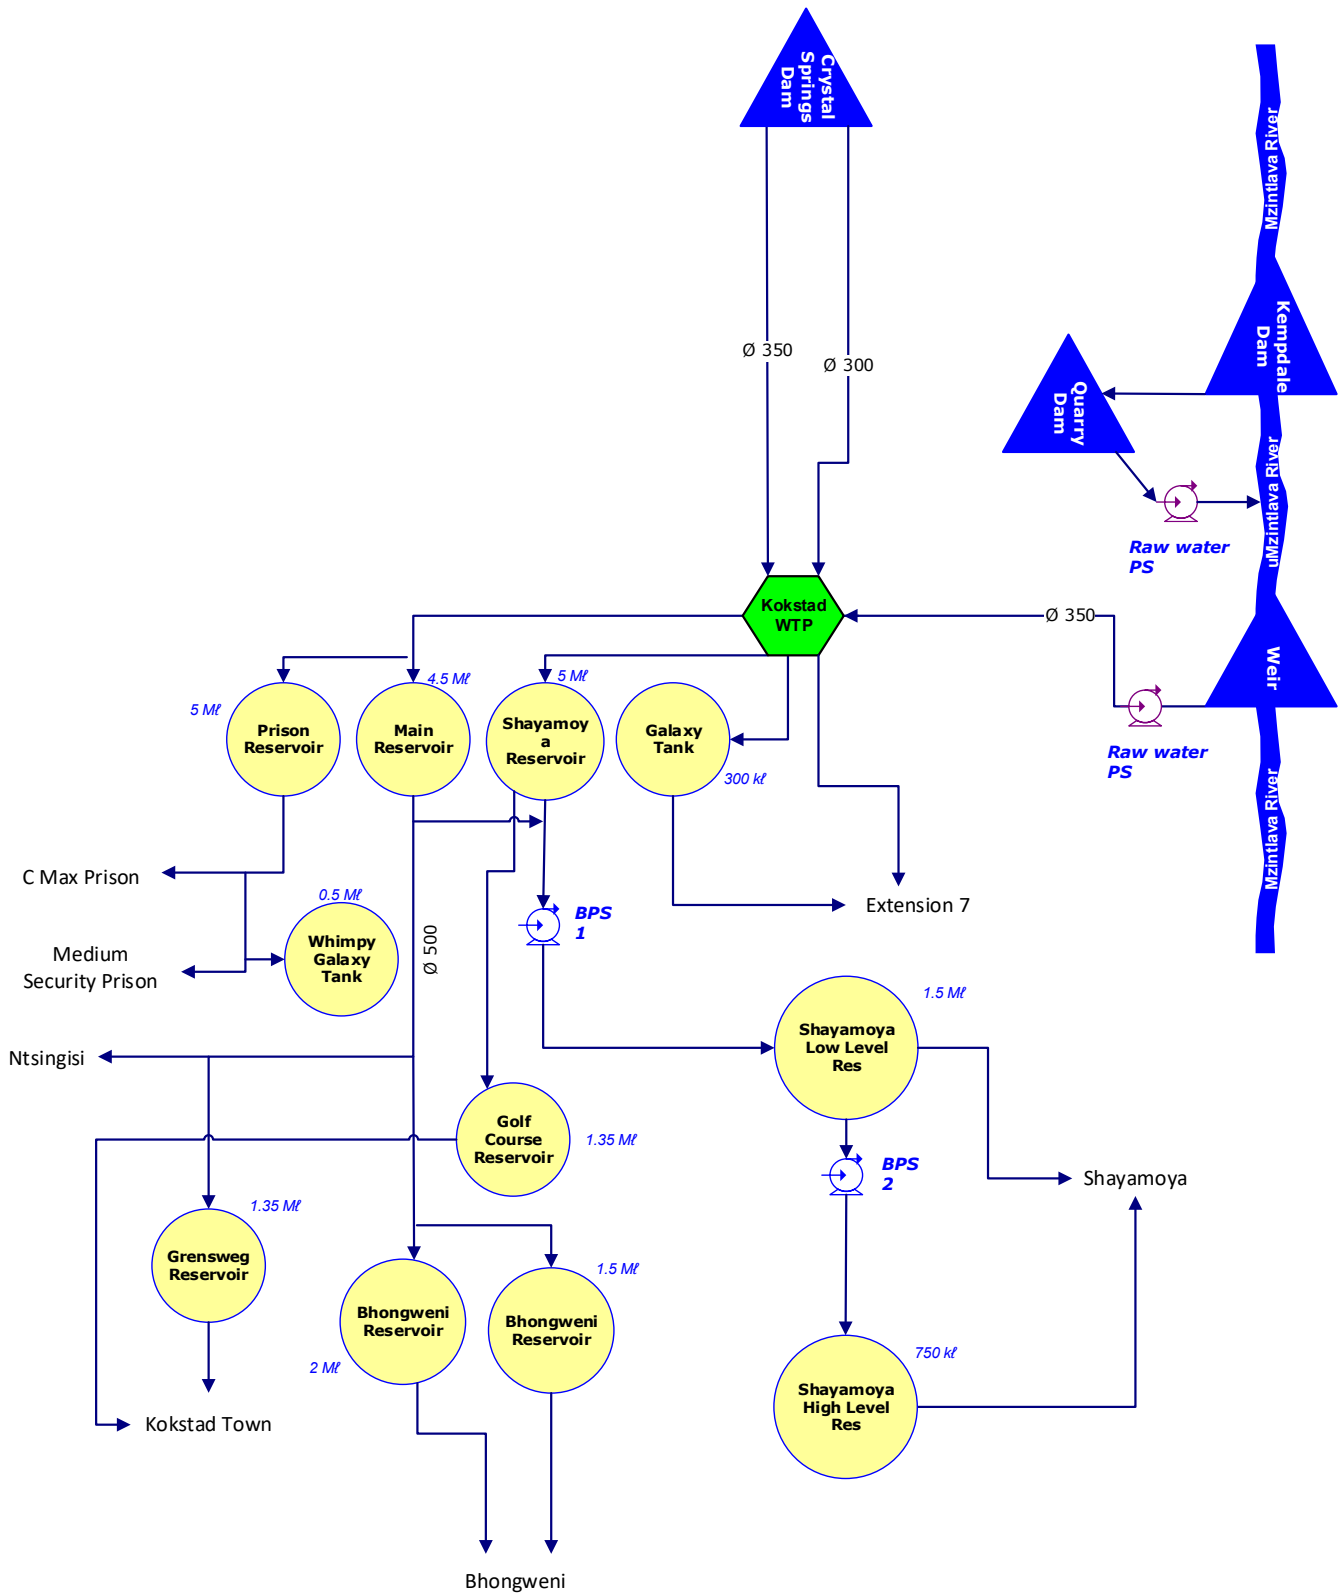 Crystal
Springs
Dam
Mzintlava River
Kempdale
Dam
Ø 350
Ø 300
Quarry
Dam
uMzintlava River
Raw water
PS
Kokstad
WTP
Ø 350
Weir
4.5 Mℓ
5 Mℓ
5 Mℓ
Prison
Reservoir
Main
Reservoir
Shayamoy
a
Reservoir
Galaxy
Tank
300 kℓ
Raw water
PS
Mzintlava River
C Max Prison
0.5 Mℓ
Extension 7
BPS
1
Whimpy
Galaxy
Tank
Ø 500
Medium
Security Prison
1.5 Mℓ
Shayamoya
Low Level
Res
Ntsingisi
Golf
Course
Reservoir
1.35 Mℓ
BPS
2
Shayamoya
1.35 Mℓ
Grensweg
Reservoir
1.5 Mℓ
Bhongweni
Reservoir
Bhongweni
Reservoir
2 Mℓ
750 kℓ
Shayamoya
High Level
Res
Kokstad Town
Bhongweni